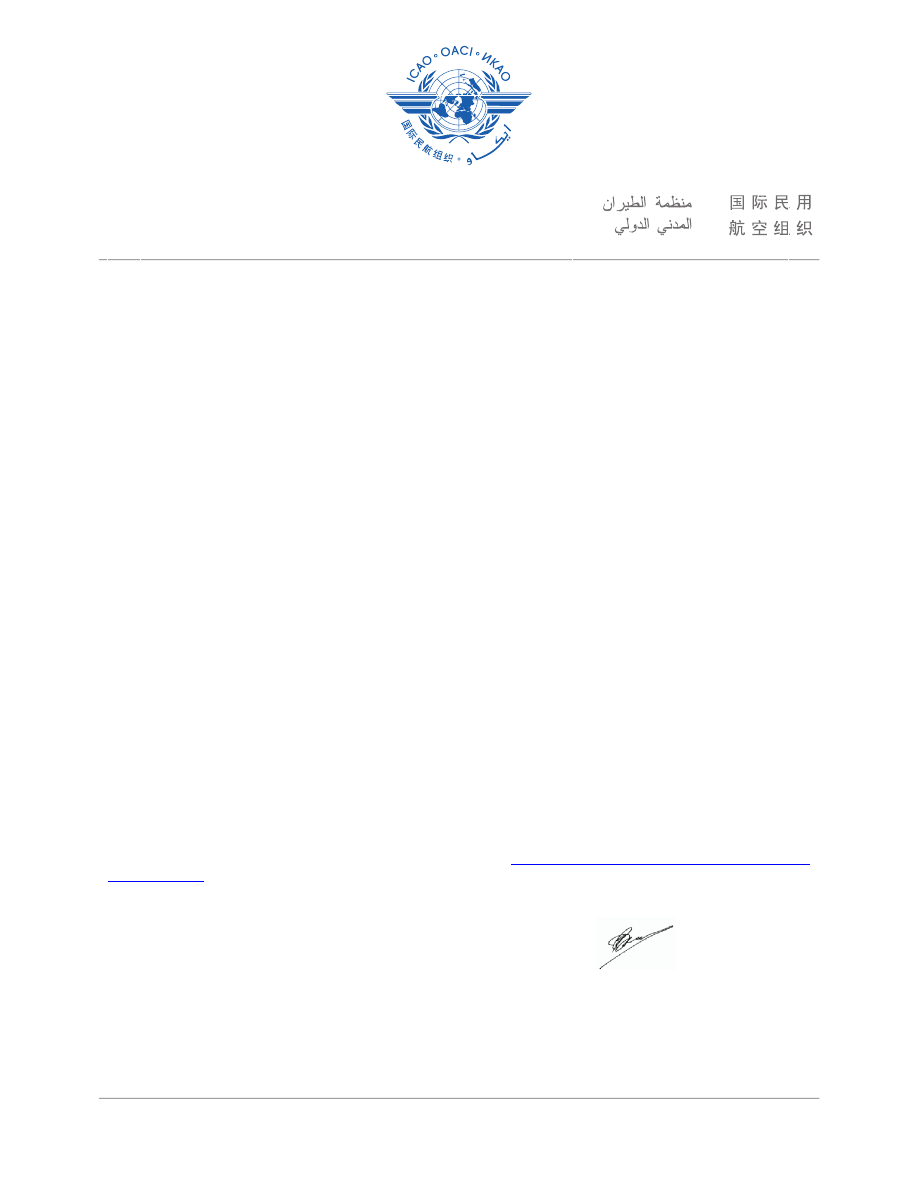 ICAO OACI ИКАО
国际民航组织 ايكاو
منظمة الطيران
المدني الدولي
国际民用
航空组织